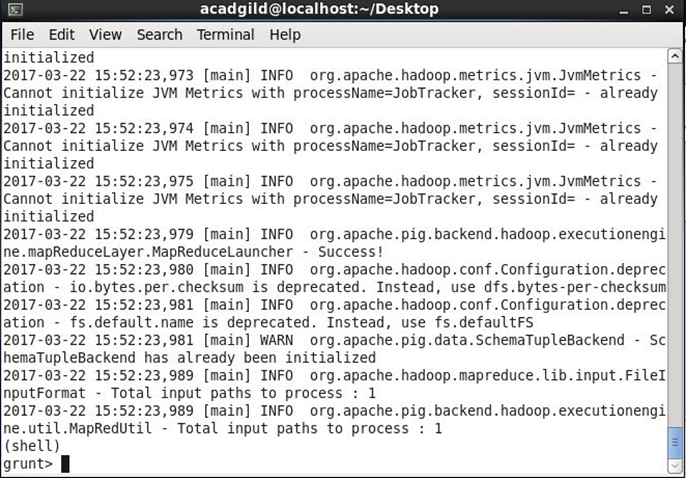 acadgild@localhost:~/Desktop
File Edit View Search Terminal Help
initialized
2017-03-22 15:52:23,973 [main] INFO  org.apache.hadoop.metrics.jvm.JvmMetrics -
Cannot initialize JVM Metrics with processName=JobTracker, sessionId= - already
initialized
2017-03-22 15:52:23,974 [main] INFO  org.apache.hadoop.metrics.jvm.JvmMetrics -
Cannot initialize JVM Metrics with processName=JobTracker, sessionId= - already
initialized
2017-03-22 15:52:23,975 [main] INFO  org.apache.hadoop.metrics.jvm.JvmMetrics -
Cannot initialize JVM Metrics with processName=JobTracker, sessionId= - already
initialized
2017-03-22 15:52:23,979 [main] INFO  org.apache.pig.backend.hadoop.executionengi
ne.mapReduceLayer.MapReduceLauncher - Success!
2017-03-22 15:52:23,980 [main] INFO  org.apache.hadoop.conf.Configuration.deprec
ation - io.bytes.per.checksum is deprecated. Instead, use dfs.bytes-per-checksum
2017-03-22 15:52:23,981 [main] INFO  org.apache.hadoop.conf.Configuration.deprec
ation - fs.default.name is deprecated. Instead, use fs.defaultFS
2017-03-22 15:52:23,981 [main] WARN  org.apache.pig.data.SchemaTupleBackend - Sc
hemaTupleBackend has already been initialized
2017-03-22 15:52:23,989 [main] INFO  org.apache.hadoop.mapreduce.lib.input.FileI
nputFormat - Total input paths to process : 1
2017-03-22 15:52:23,989 [main] INFO  org.apache.pig.backend.hadoop.executionengi
ne.util.MapRedUtil - Total input paths to process : 1
(shell)
grunt>